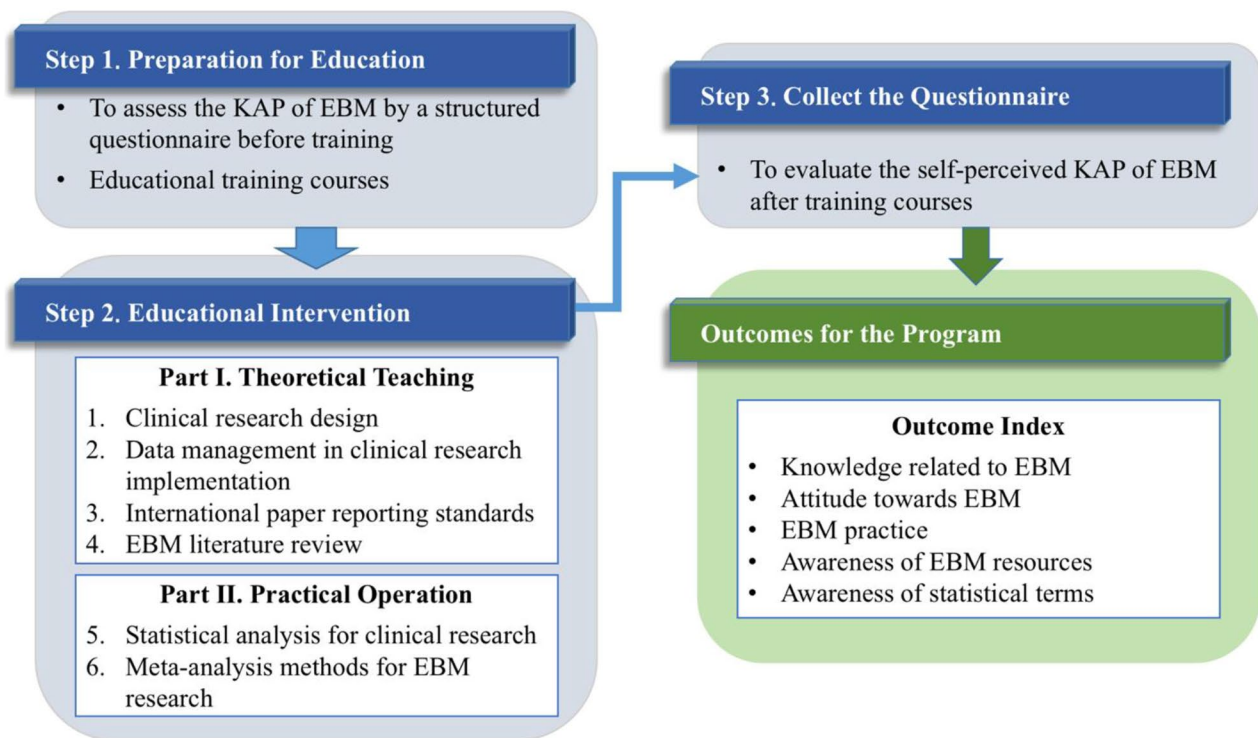 Step 1. Preparation for Education
• To assess the KAP of EBM by a structured
questionnaire before training
• Educational training courses
Step 2. Educational Intervention
Part I. Theoretical Teaching
1. Clinical research design
2. Data management in clinical research
implementation
3. International paper reporting standards
4. EBM literature review
Part II. Practical Operation
5. Statistical analysis for clinical research
6. Meta-analysis methods for EBM
research
Step 3. Collect the Questionnaire
• To evaluate the self-perceived KAP of EBM
after training courses
Outcomes for the Program
Outcome Index
• Knowledge related to EBM
• Attitude towards EBM
• EBM practice
• Awareness of EBM resources
• Awareness of statistical terms